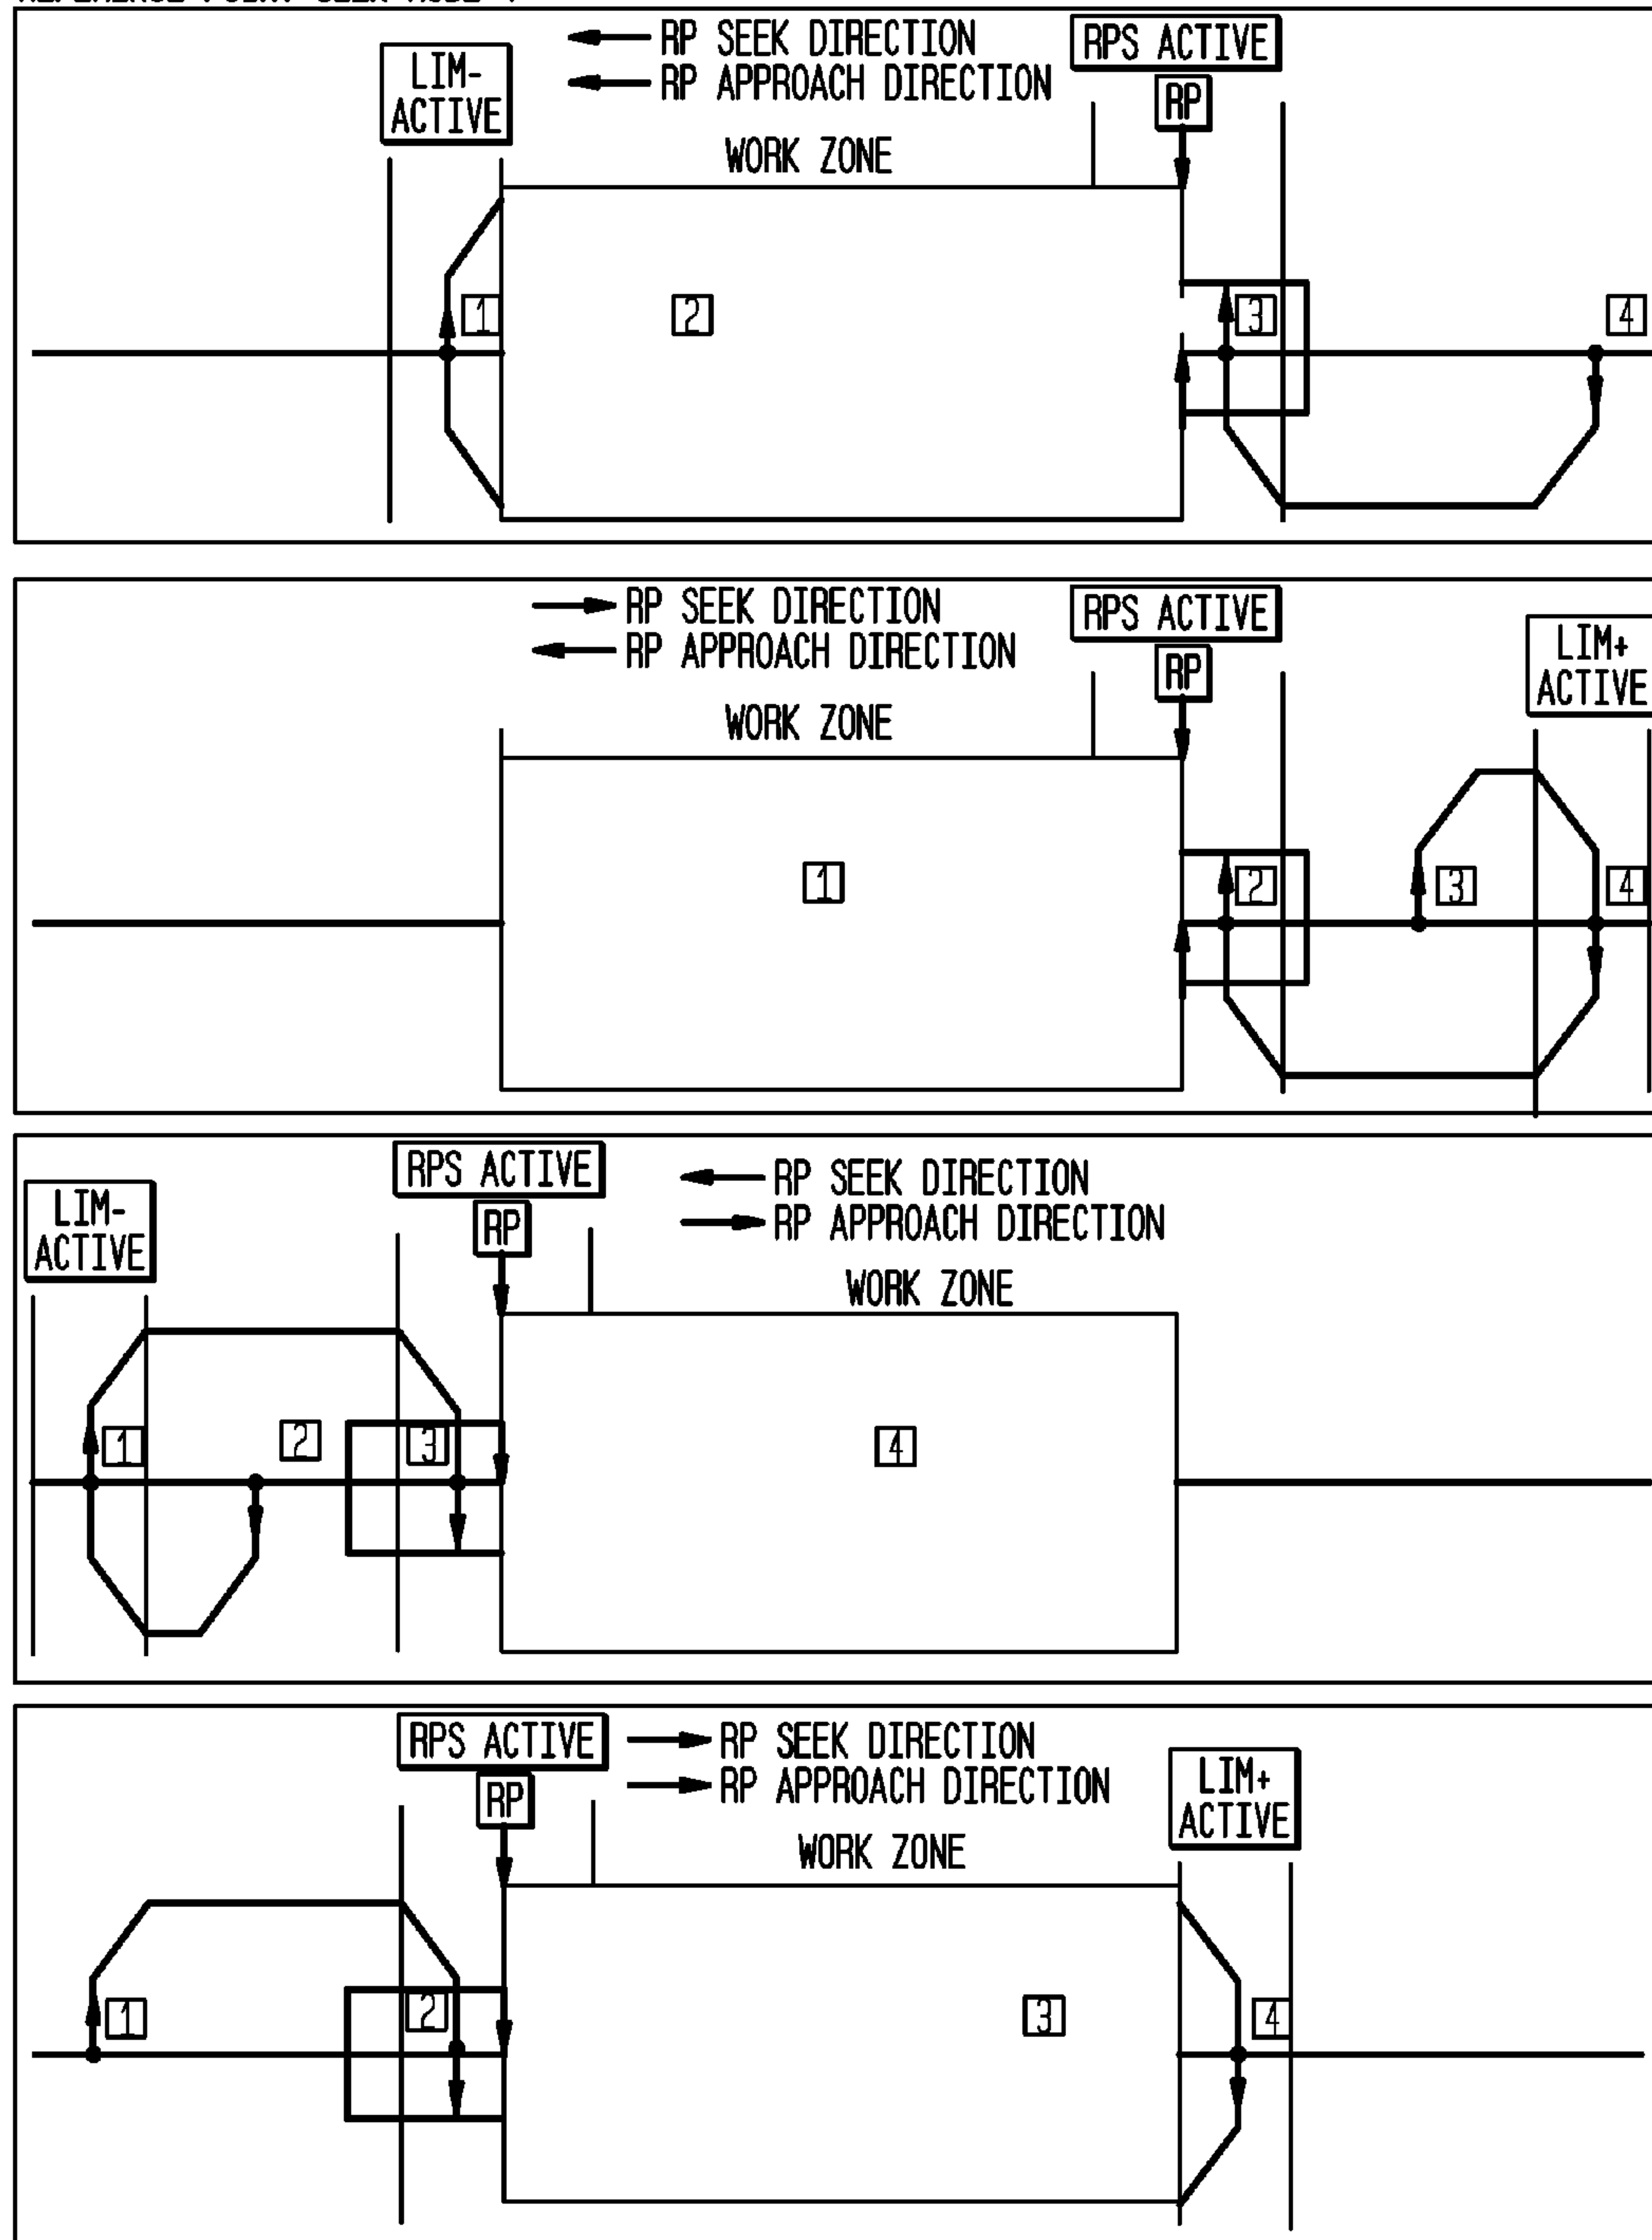 RP SEEK DIRECTION
RP APPROACH DIRECTION
RPS ACTIVE
LIM-
ACTIVE
RP
WORK ZONE
1
2
3
4
RP SEEK DIRECTION
RP APPROACH DIRECTION
RPS ACTIVE
LIM+
ACTIVE
RP
WORK ZONE
1
2
3
4
RPS ACTIVE
RP SEEK DIRECTION
RP APPROACH DIRECTION
LIM-
ACTIVE
RP
WORK ZONE
1
2
3
4
RPS ACTIVE
RP SEEK DIRECTION
RP APPROACH DIRECTION
LIM+
ACTIVE
RP
WORK ZONE
1
2
3
4